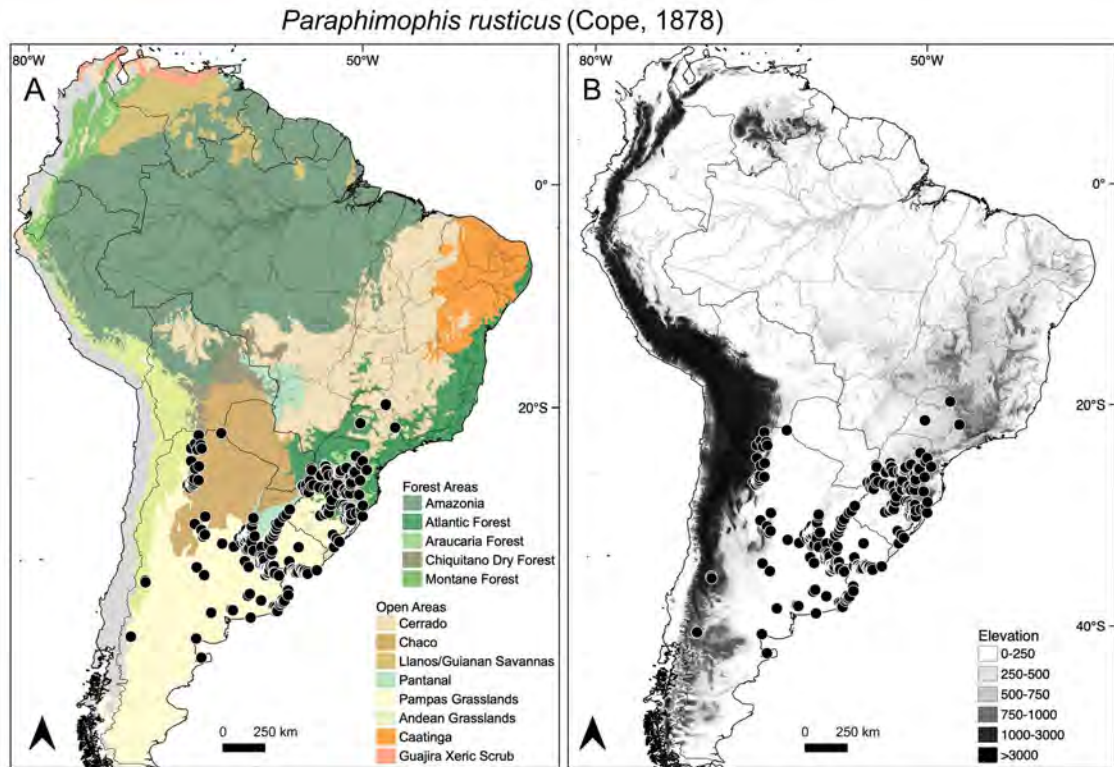 Paraphimophis rusticus (Cope, 1878)
80°W
50°W
A
0°
20°S
40°S
Forest Areas
Amazonia
Atlantic Forest
Araucaria Forest
Chiquitano Dry Forest
Montane Forest
Open Areas
Cerrado
Chaco
Llanos/Guianan Savannas
Pantanal
Pampas Grasslands
Andean Grasslands
Caatinga
Guajira Xeric Scrub
0 250 km
80°W
50°W
B
0°
20°S
40°S
Elevation
0-250
250-500
500-750
750-1000
1000-3000
>3000
0 250 km